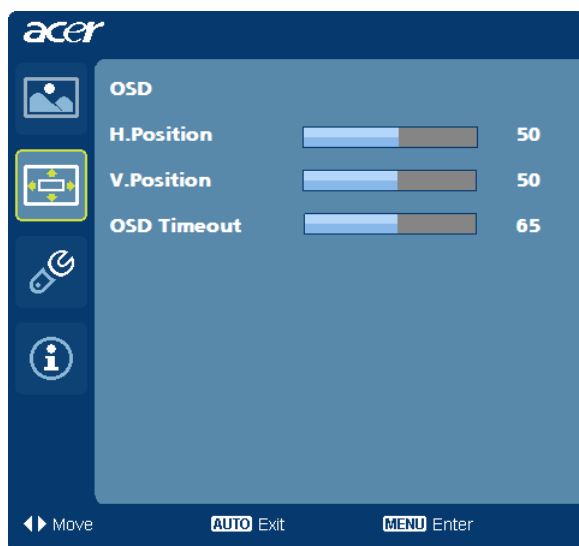 acer
OSD
H.Position 50
V.Position 50
OSD Timeout 65
Move AUTO Exit MENU Enter